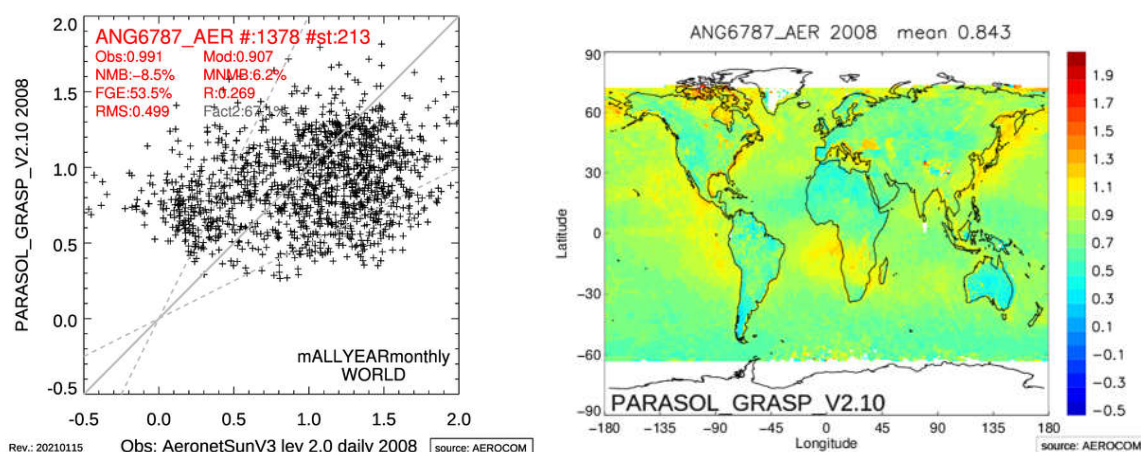 ANG6787_AER #:1378 #st:213
Obs:0.991 Mod:0.907
NMB:-8.5% MNMB:6.2%
FGE:53.5% R:0.269
RMS:0.499
PARASOL_GRASP_V2.10 2008
2.0
1.5
1.0
0.5
0.0
-0.5
mALLYEARmonthly
WORLD
-0.5 0.0 0.5 1.0 1.5 2.0
Rev.: 20210115 Obs: AeronetSunV3 lev 2.0 daily 2008 source: AEROCOM
ANG6787_AER 2008 mean 0.843
Latitude
90
60
30
0
-30
-60
-90
PARASOL_GRASP_V2.10
-180 -135 -90 -45 0 45 90 135 180
Longitude
source: AEROCOM
1.9
1.7
1.5
1.3
1.1
0.9
0.7
0.5
0.3
0.1
-0.1
-0.3
-0.5